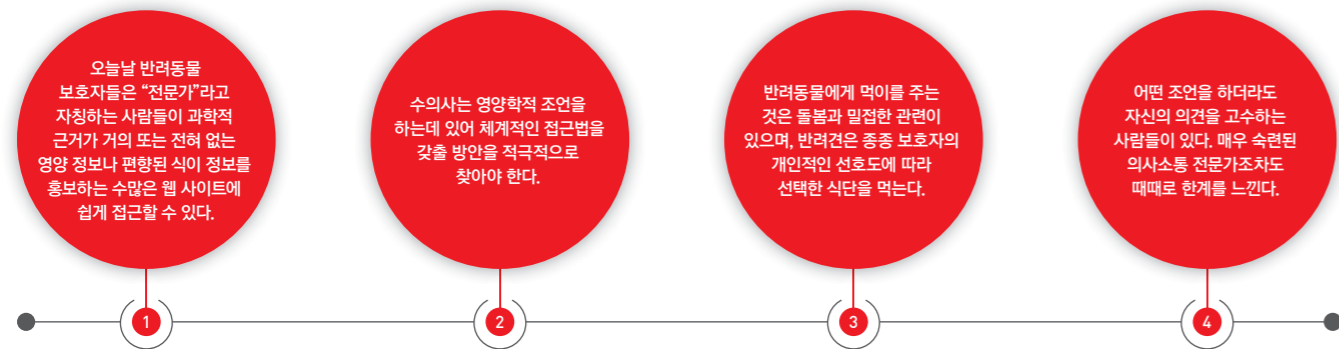 오늘날 반려동물
보호자들은 “전문가”라고
자칭하는 사람들이 과학적
근거가 거의 또는 전혀 없는
영양 정보나 편향된 식이 정보를
홍보하는 수많은 웹 사이트에
쉽게 접근할 수 있다.
1
수의사는 영양학적 조언을
하는데 있어 체계적인 접근법을
갖출 방안을 적극적으로
찾아야 한다.
2
반려동물에게 먹이를 주는
것은 돌봄과 밀접한 관련이
있으며, 반려견은 종종 보호자의
개인적인 선호도에 따라
선택한 식단을 먹는다.
3
어떤 조언을 하더라도
자신의 의견을 고수하는
사람들이 있다. 매우 숙련된
의사소통 전문가조차도
때때로 한계를 느낀다.
4